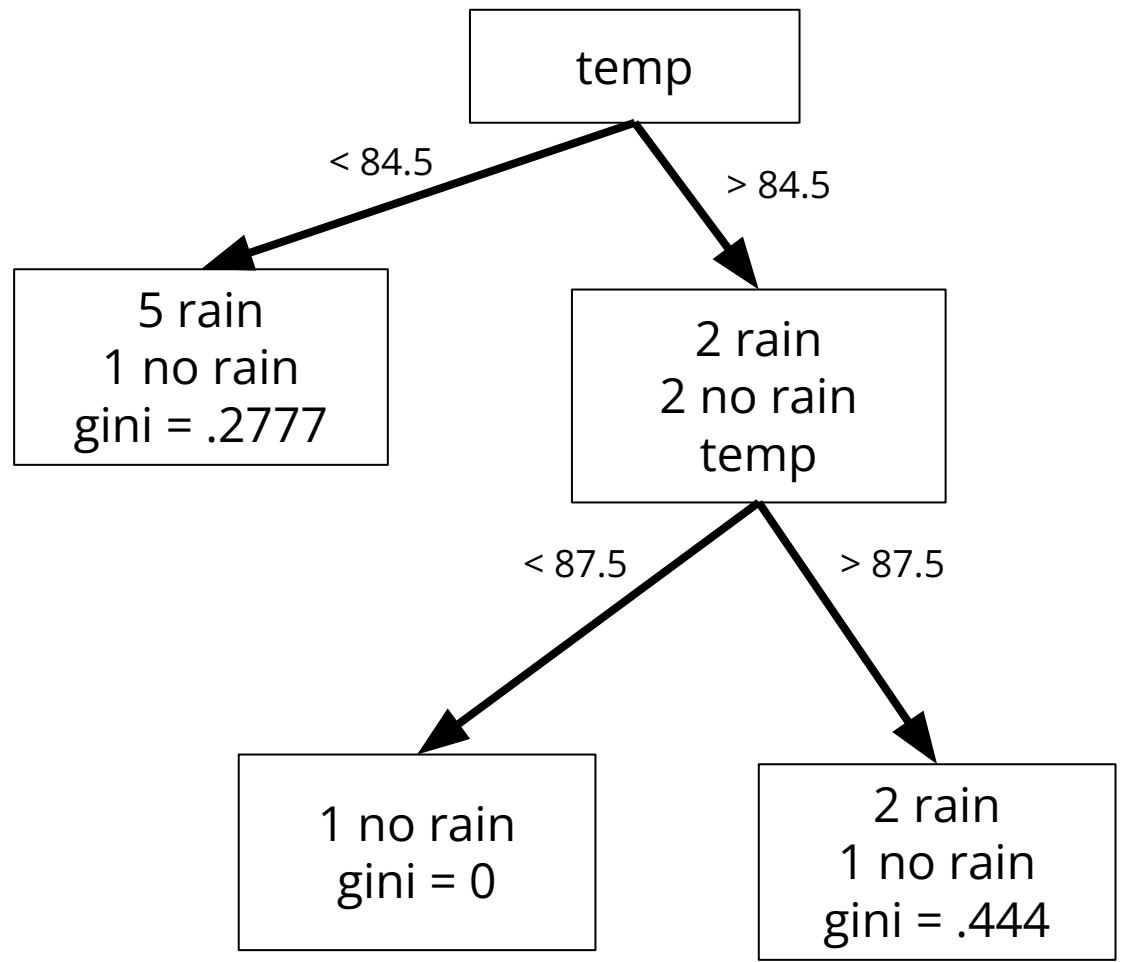 temp
< 84.5
> 84.5
5 rain
1 no rain
gini = .2777
2 rain
2 no rain
temp
< 87.5
> 87.5
1 no rain
gini = 0
2 rain
1 no rain
gini = .444